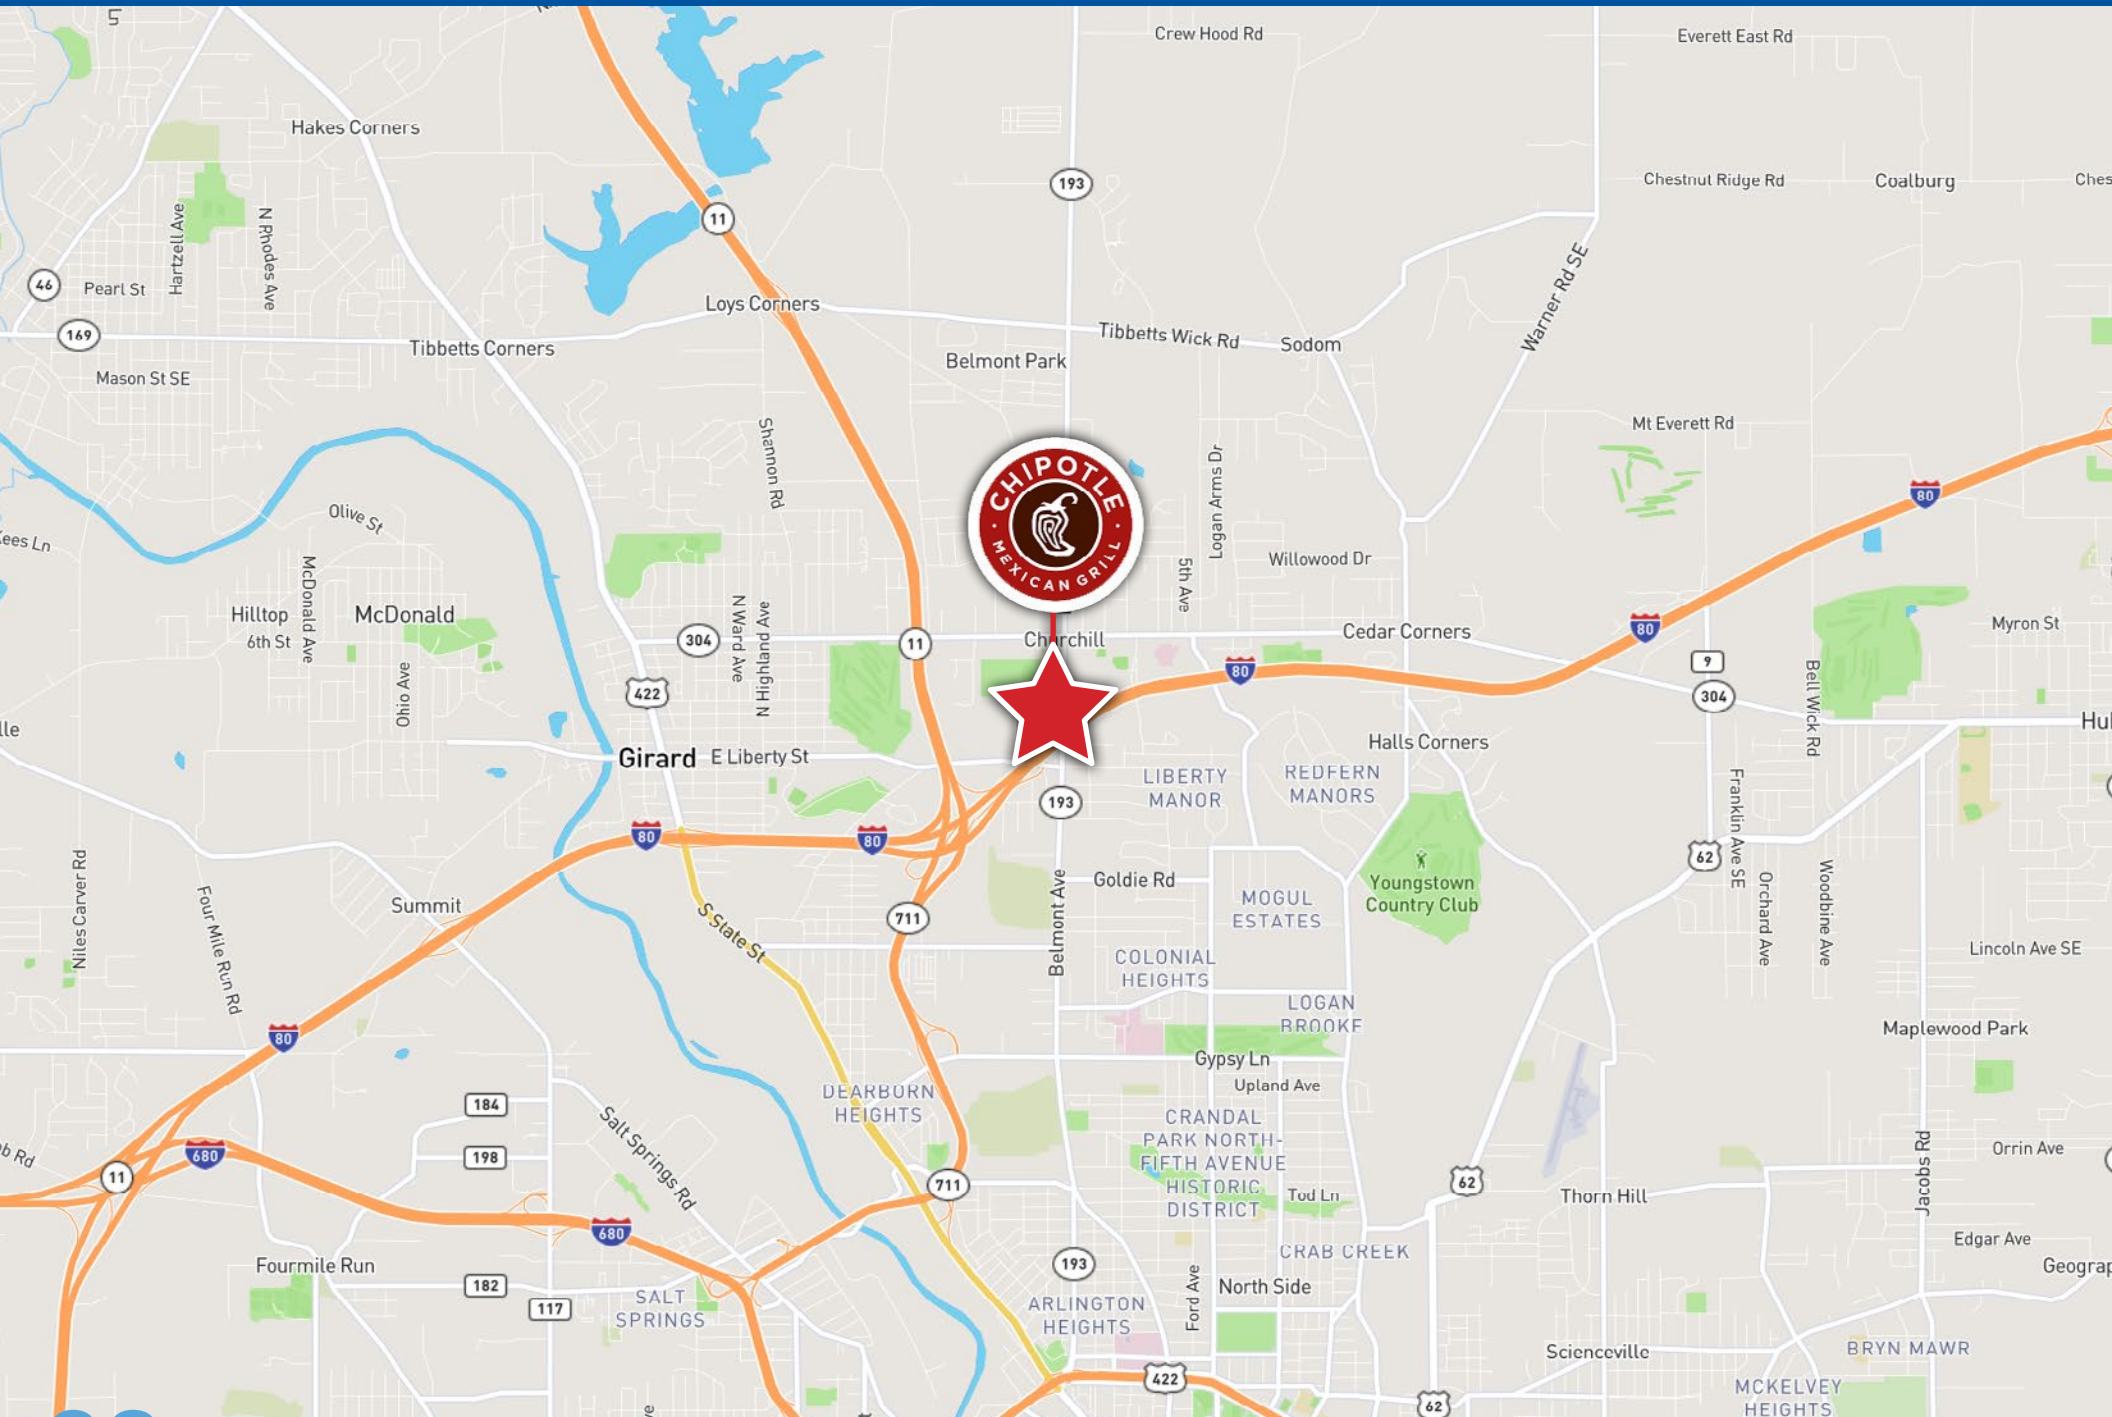 Crew Hood Rd
Everett East Rd
Hakes Corners
193
Chestnut Ridge Rd
Coalburg
Ches
11
Hartzell Ave
N Rhodes Ave
46
Pearl St
Loys Corners
Warner Rd SE
169
Tibbetts Wick Rd
Sodom
Tibbetts Corners
Belmont Park
Mason St SE
Mt Everett Rd
Shannon Rd
CHIPOTLE
MEXICAN GRILL
Logan Arms Dr
80
Olive St
ees Ln
McDonald Ave
Willowood Dr
5th Ave
Hilltop
McDonald
6th St
N Ward Ave
N Highland Ave
304
11
Churchill
Cedar Corners
80
Myron St
Ohio Ave
422
80
9
304
Bell Wick Rd
lle
Hu
Girard
E Liberty St
Halls Corners
LIBERTY
MANOR
REDFERN
MANORS
193
Franklin Ave SE
80
80
62
Niles Carver Rd
Four Mile Run Rd
Summit
Goldie Rd
Youngstown
Country Club
Belmont Ave
MOGUL
ESTATES
Orchard Ave
Woodbine Ave
711
S State St
Lincoln Ave SE
COLONIAL
HEIGHTS
LOGAN
BROOKE
80
Maplewood Park
Gypsy Ln
Upland Ave
DEARBORN
HEIGHTS
184
Salt Springs Rd
CRANDAL
PARK NORTH-
FIFTH AVENUE
HISTORIC
DISTRICT
b Rd
680
198
11
711
Tod Ln
62
Thorn Hill
Jacobs Rd
Orrin Ave
680
CRAB CREEK
Edgar Ave
Fourmile Run
193
Geograp
182
117
SALT
SPRINGS
North Side
Ford Ave
ARLINGTON
HEIGHTS
Scienceville
BRYN MAWR
422
62
MCKELVEY
HEIGHTS